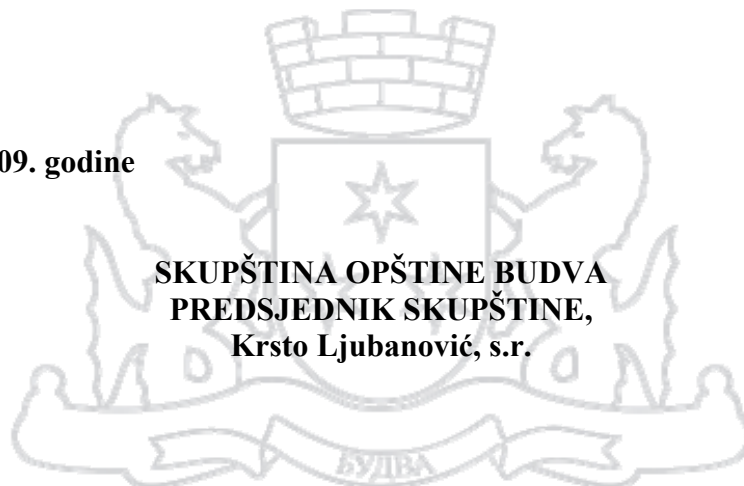 09. godine
SKUPŠTINA OPŠTINE BUDVA
PREDSJEDNIK SKUPŠTINE,
Krsto Ljubanović, s.r.
БУДВА